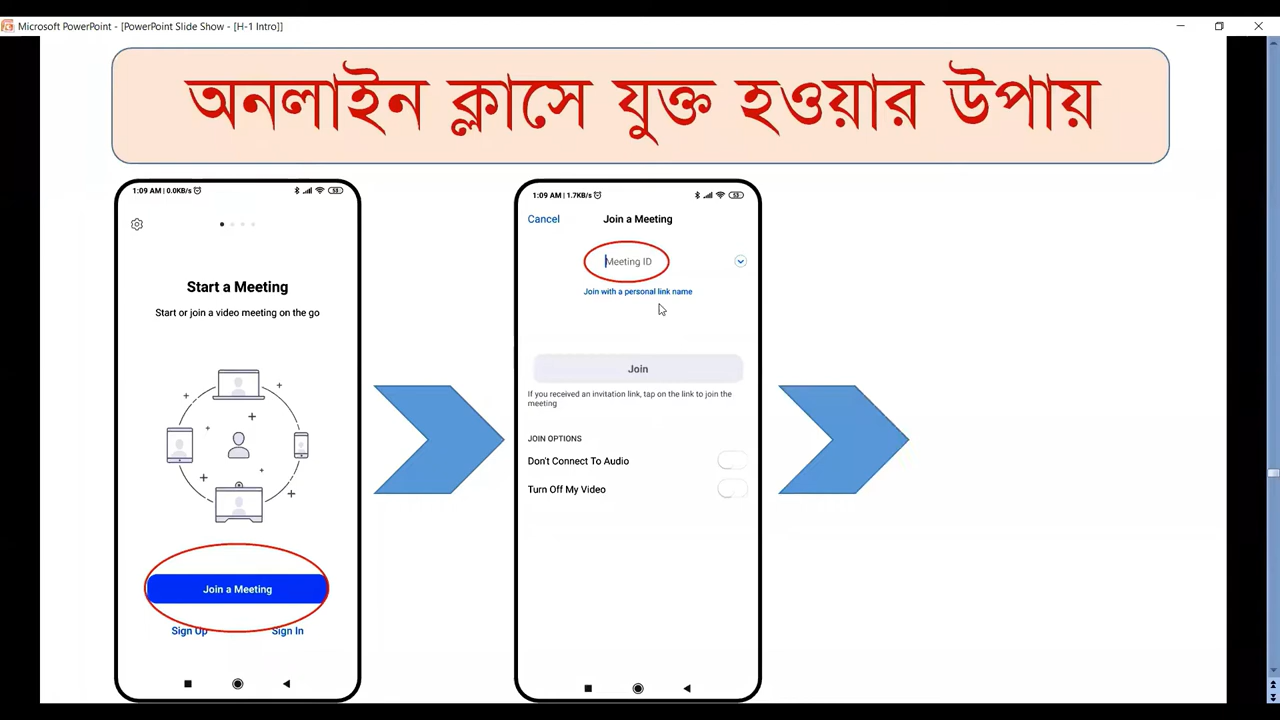 Microsoft PowerPoint - [PowerPoint Slide Show - [H-1 Intro]]
অনলাইন ক্লাসে যুক্ত হওয়ার উপায়
1:09 AM | 0.0KB/s
53
Start a Meeting
Start or join a video meeting on the go
Join a Meeting
Sign Up
Sign In
1:09 AM | 1.7KB/s
53
Cancel
Join a Meeting
Meeting ID
Join with a personal link name
Join
If you received an invitation link, tap on the link to join the
meeting
JOIN OPTIONS
Don't Connect To Audio
Turn Off My Video